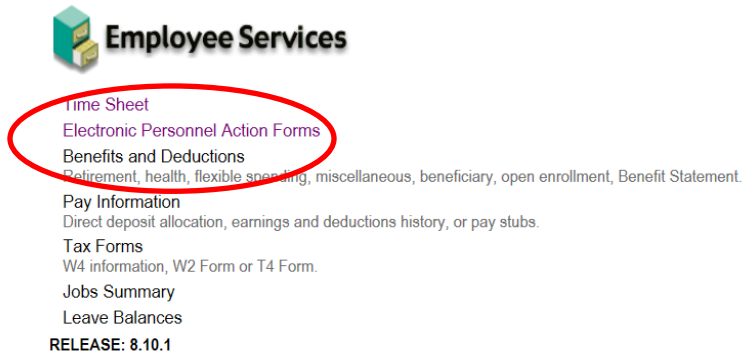 Employee Services
Time Sheet
Electronic Personnel Action Forms
Benefits and Deductions
Retirement, health, flexible spending, miscellaneous, beneficiary, open enrollment, Benefit Statement.
Pay Information
Direct deposit allocation, earnings and deductions history, or pay stubs.
Tax Forms
W4 information, W2 Form or T4 Form.
Jobs Summary
Leave Balances
RELEASE: 8.10.1